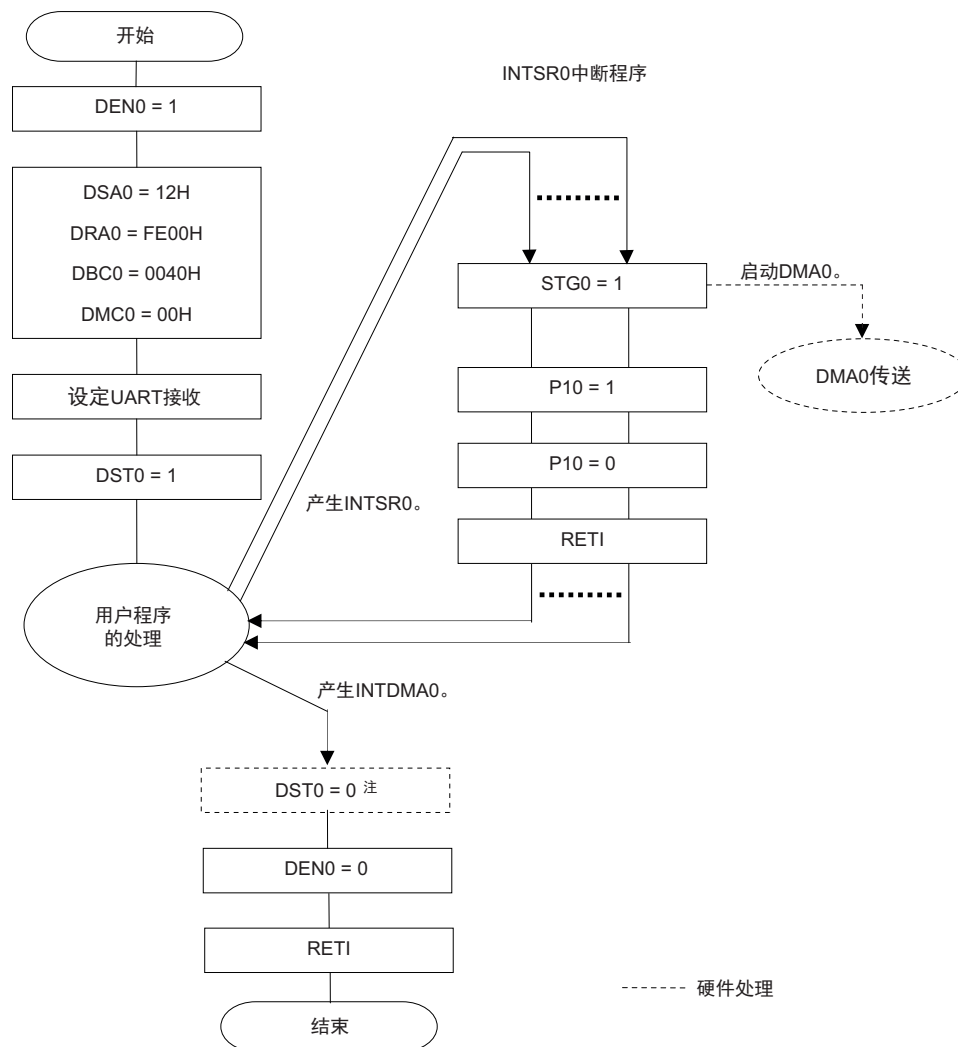 开始
DEN0 = 1
DSA0 = 12H
DRA0 = FE00H
DBC0 = 0040H
DMC0 = 00H
设定UART接收
DST0 = 1
用户程序
的处理
INTSR0中断程序
STG0 = 1
启动DMA0。
DMA0传送
P10 = 1
P10 = 0
产生INTSR0。
RETI
产生INTDMA0。
DST0 = 0 注
DEN0 = 0
RETI
硬件处理
结束